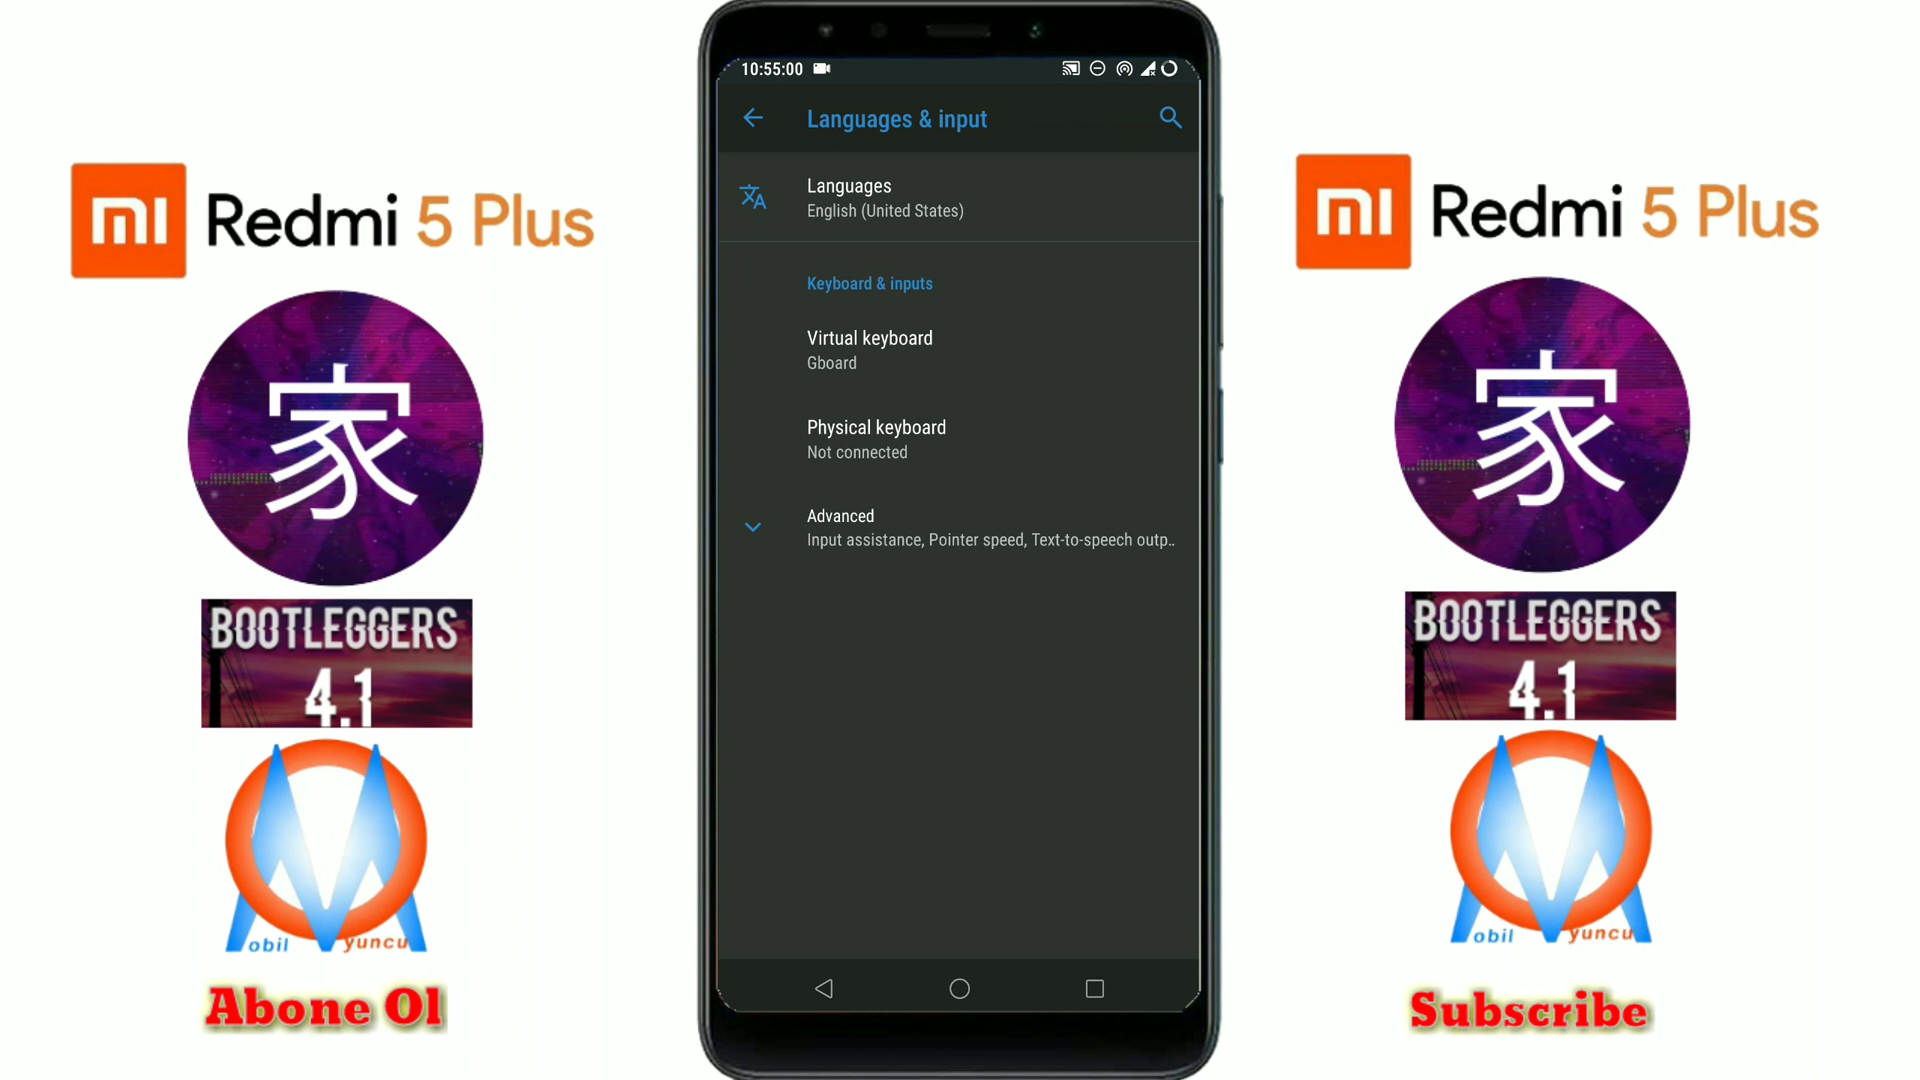 mi Redmi 5 Plus
家
BOOTLEGGERS
4.1
obil yuncu
Abone Ol
10:55:00
Languages & input
Languages
English (United States)
Keyboard & inputs
Virtual keyboard
Gboard
Physical keyboard
Not connected
Advanced
Input assistance, Pointer speed, Text-to-speech outp..
mi Redmi 5 Plus
家
BOOTLEGGERS
4.1
obil yuncu
Subscribe